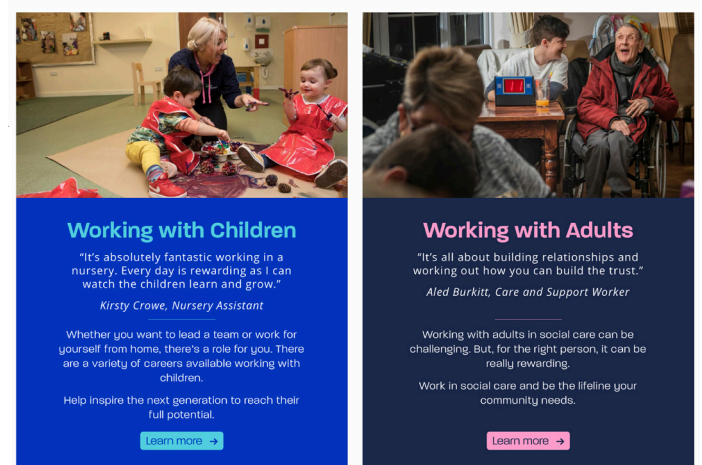 Working with Children
“It’s absolutely fantastic working in a
nursery. Every day is rewarding as I can
watch the children learn and grow.”
Kirsty Crowe, Nursery Assistant
Whether you want to lead a team or work for
yourself from home, there’s a role for you. There
are a variety of careers available working with
children.
Help inspire the next generation to reach their
full potential.
Learn more →
Working with Adults
“It’s all about building relationships and
working out how you can build the trust.”
Aled Burkitt, Care and Support Worker
Working with adults in social care can be
challenging. But, for the right person, it can be
really rewarding.
Work in social care and be the lifeline your
community needs.
Learn more →